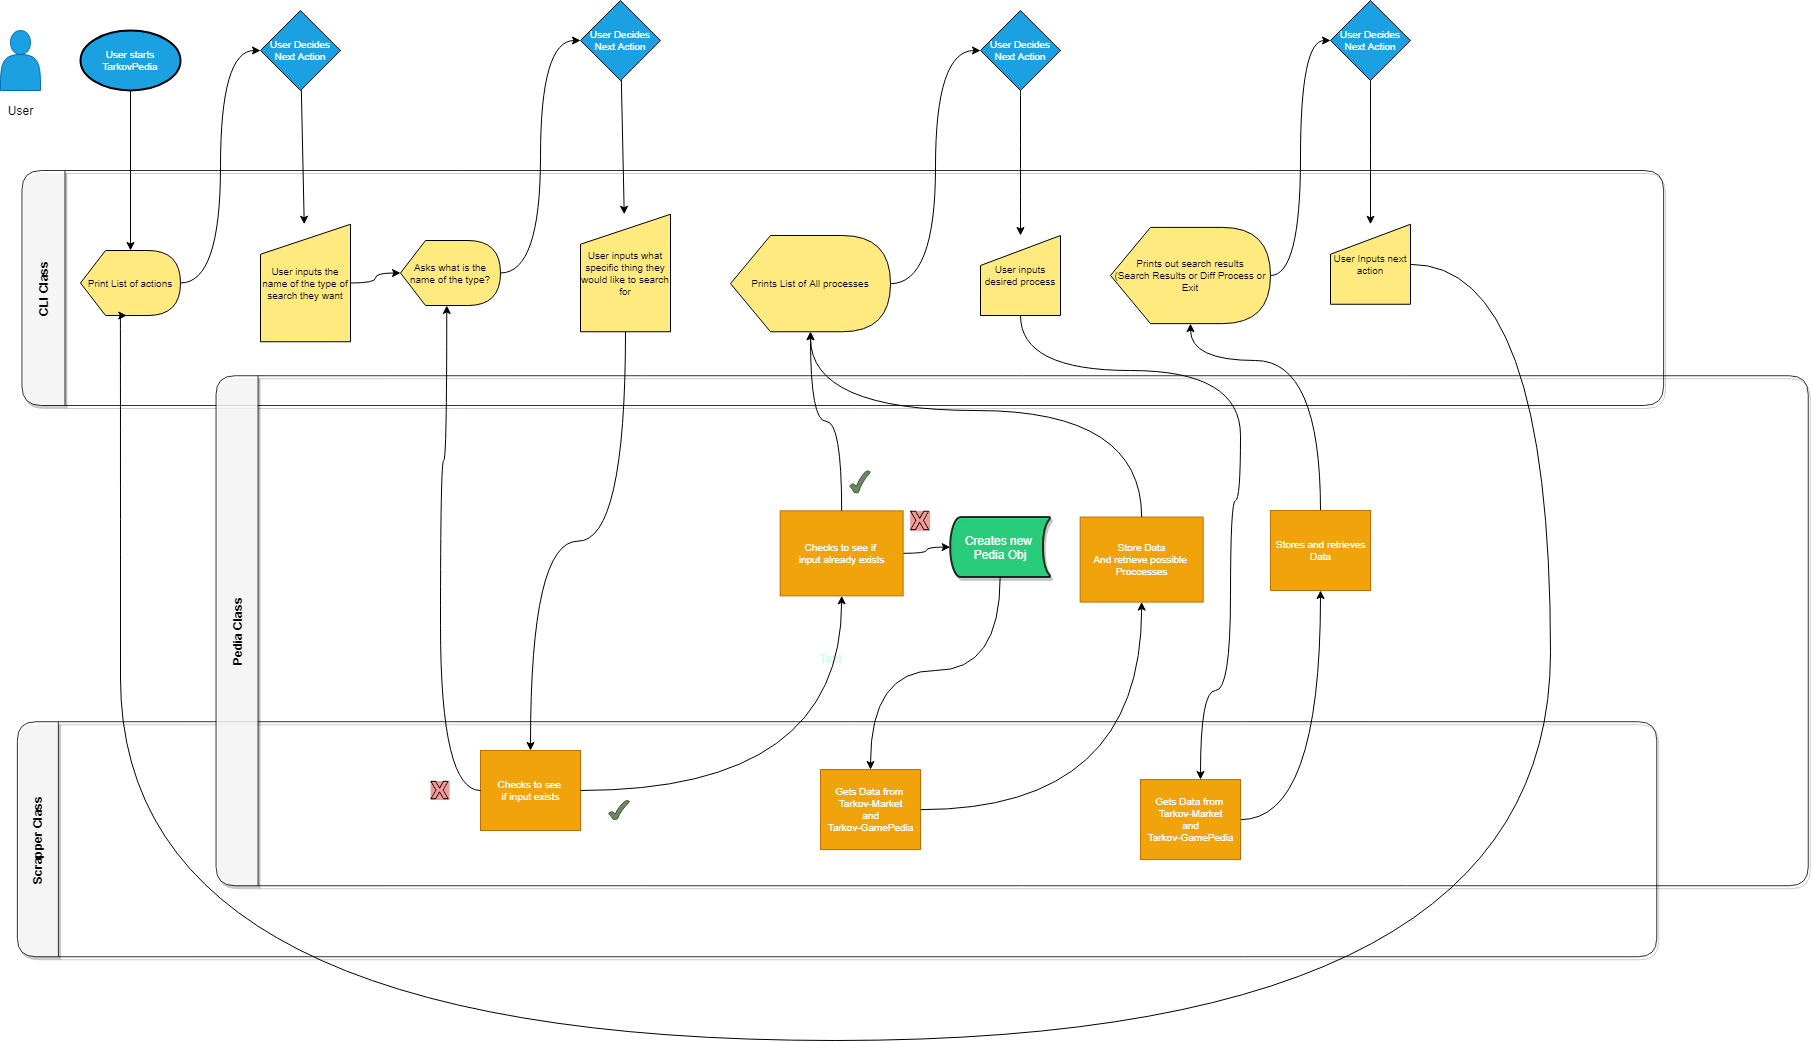 User
User starts
TarkovPedia
User Decides
Next Action
User Decides
Next Action
User Decides
Next Action
User Decides
Next Action
CLI Class
Print List of actions
User inputs the
name of the type of
search they want
Asks what is the
name of the type?
User inputs what
specific thing they
would like to search
for
Prints List of All processes
User inputs
desired process
Prints out search results
(Search Results or Diff Process or
Exit
User Inputs next
action
Pedia Class
Checks to see if
input already exists
X
Creates new
Pedia Obj
Store Data
And retrieve possible
Proccesses
Stores and retrieves
Data
Text
Scrapper Class
X
Checks to see
if input exists
Gets Data from
Tarkov-Market
and
Tarkov-GamePedia
Gets Data from
Tarkov-Market
and
Tarkov-GamePedia